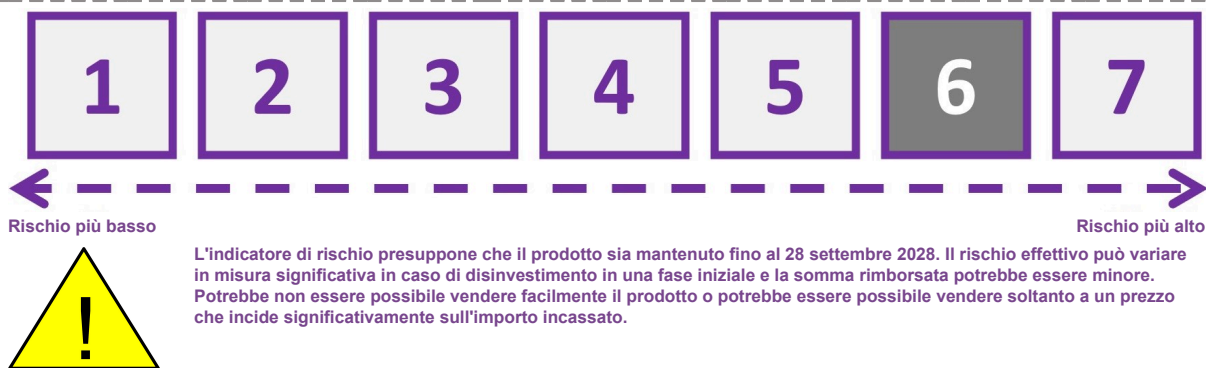 1 2 3 4 5 6 7
Rischio più basso Rischio più alto
L'indicatore di rischio presuppone che il prodotto sia mantenuto fino al 28 settembre 2028. Il rischio effettivo può variare
in misura significativa in caso di disinvestimento in una fase iniziale e la somma rimborsata potrebbe essere minore.
Potrebbe non essere possibile vendere facilmente il prodotto o potrebbe essere possibile vendere soltanto a un prezzo
che incide significativamente sull'importo incassato.
!